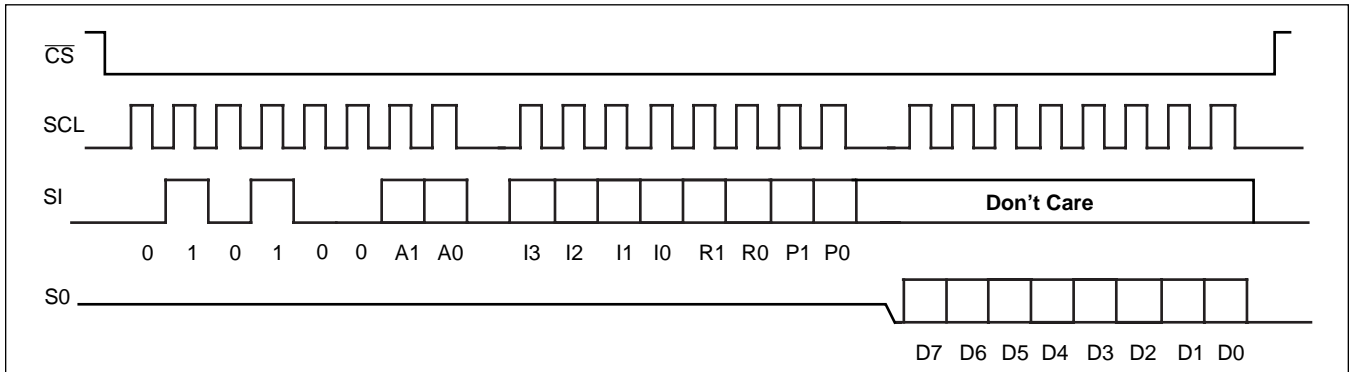 CS
SCL
SI
Don't Care
0 1 0 1 0 0 A1 A0 I3 I2 I1 I0 R1 R0 P1 P0
S0
D7 D6 D5 D4 D3 D2 D1 D0